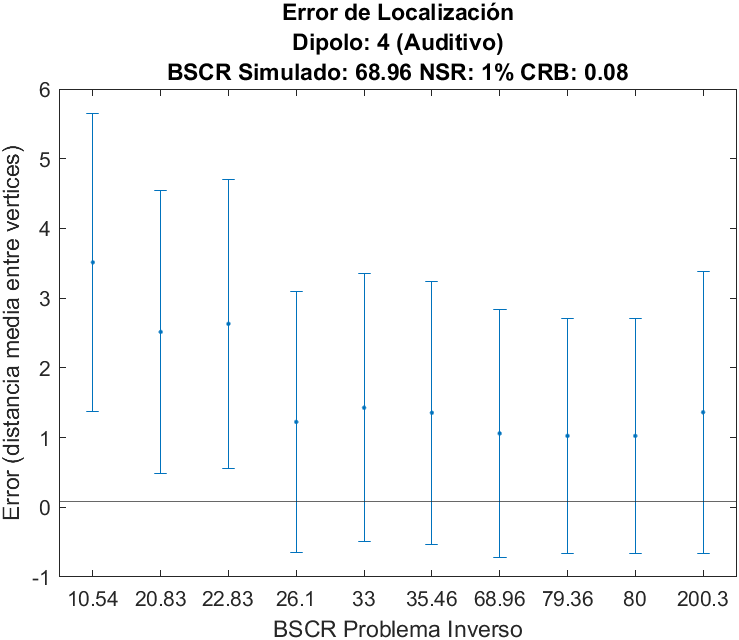 Error de Localización
Dipolo: 4 (Auditivo)
BSCR Simulado: 68.96 NSR: 1% CRB: 0.08
6
5
4
3
2
1
0
-1
Error (distancia media entre vertices)
10.54 20.83 22.83 26.1 33 35.46 68.96 79.36 80 200.3
BSCR Problema Inverso